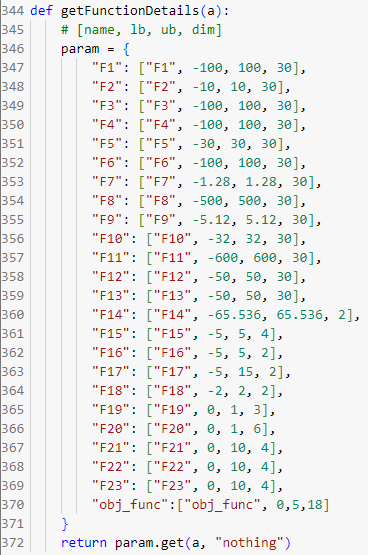 344 def getFunctionDetails(a):
345     # [name, lb, ub, dim]
346     param = {
347         "F1": ["F1", -100, 100, 30],
348         "F2": ["F2", -10, 10, 30],
349         "F3": ["F3", -100, 100, 30],
350         "F4": ["F4", -100, 100, 30],
351         "F5": ["F5", -30, 30, 30],
352         "F6": ["F6", -100, 100, 30],
353         "F7": ["F7", -1.28, 1.28, 30],
354         "F8": ["F8", -500, 500, 30],
355         "F9": ["F9", -5.12, 5.12, 30],
356         "F10": ["F10", -32, 32, 30],
357         "F11": ["F11", -600, 600, 30],
358         "F12": ["F12", -50, 50, 30],
359         "F13": ["F13", -50, 50, 30],
360         "F14": ["F14", -65.536, 65.536, 2],
361         "F15": ["F15", -5, 5, 4],
362         "F16": ["F16", -5, 5, 2],
363         "F17": ["F17", -5, 15, 2],
364         "F18": ["F18", -2, 2, 2],
365         "F19": ["F19", 0, 1, 3],
366         "F20": ["F20", 0, 1, 6],
367         "F21": ["F21", 0, 10, 4],
368         "F22": ["F22", 0, 10, 4],
369         "F23": ["F23", 0, 10, 4],
370         "obj_func":["obj_func", 0,5,18]
371     }
372     return param.get(a, "nothing")